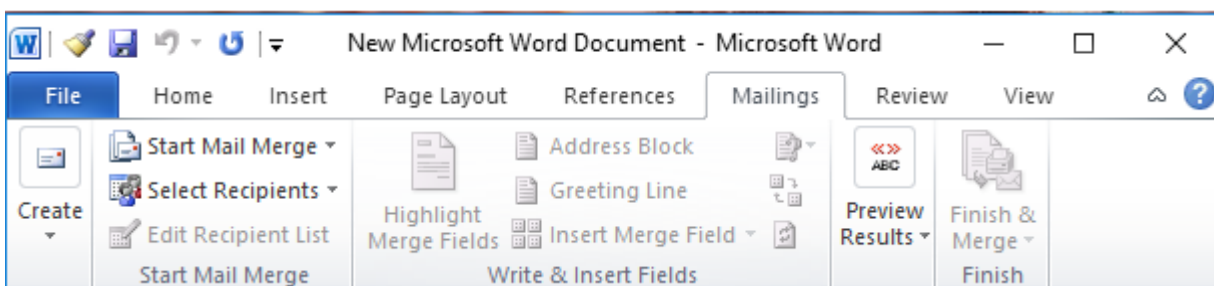 W New Microsoft Word Document - Microsoft Word
File Home Insert Page Layout References Mailings Review View ?
Create
Start Mail Merge
Select Recipients
Edit Recipient List
Start Mail Merge
Highlight
Merge Fields
Address Block
Greeting Line
Insert Merge Field
Write & Insert Fields
«»
ABC
Preview
Results
Finish &
Merge
Finish